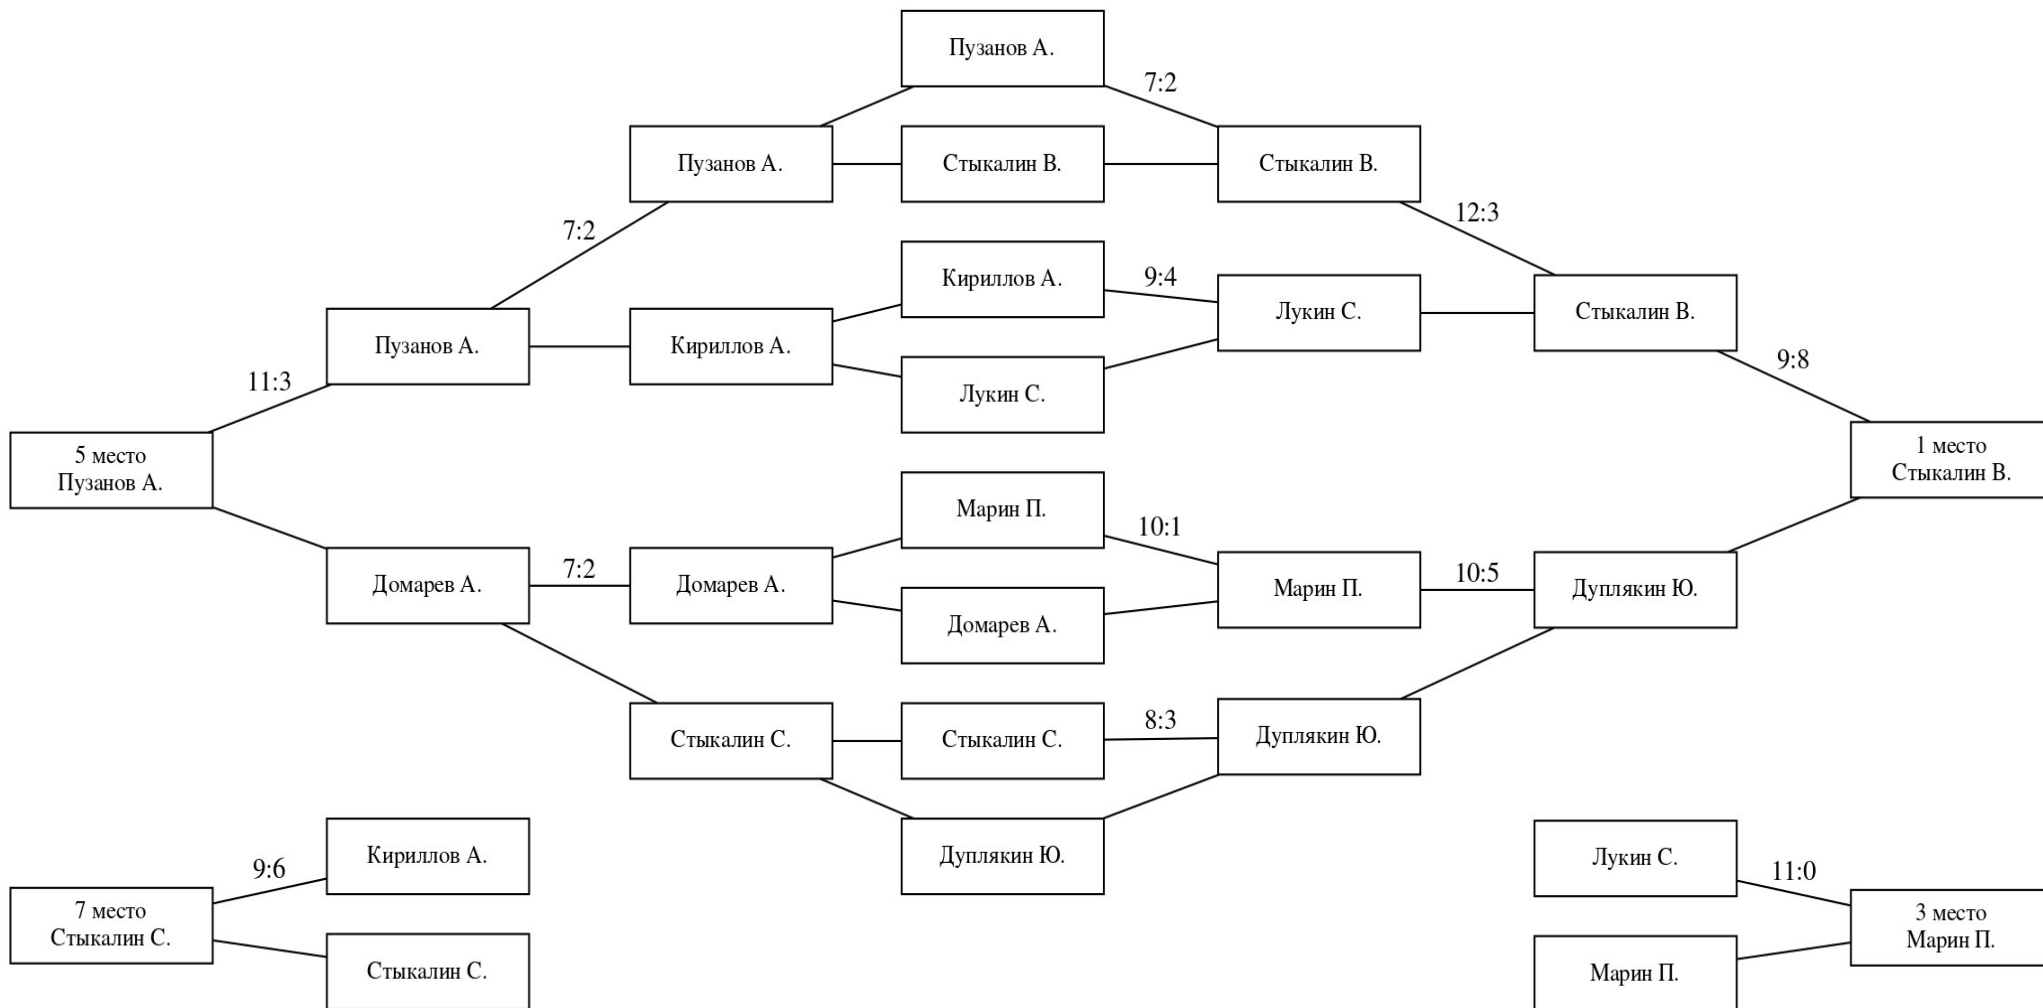 Пузанов А.
7:2
Пузанов А.
Стыкалин В.
Стыкалин В.
7:2
12:3
Кириллов А.
9:4
Пузанов А.
Кириллов А.
Лукин С.
Стыкалин В.
11:3
Лукин С.
9:8
5 место
Пузанов А.
1 место
Стыкалин В.
Марин П.
10:1
Домарев А.
7:2
Домарев А.
Домарев А.
Марин П.
10:5
Дуплякин Ю.
Стыкалин С.
Стыкалин С.
8:3
Дуплякин Ю.
Кириллов А.
9:6
Дуплякин Ю.
Лукин С.
11:0
7 место
Стыкалин С.
3 место
Марин П.
Стыкалин С.
Марин П.